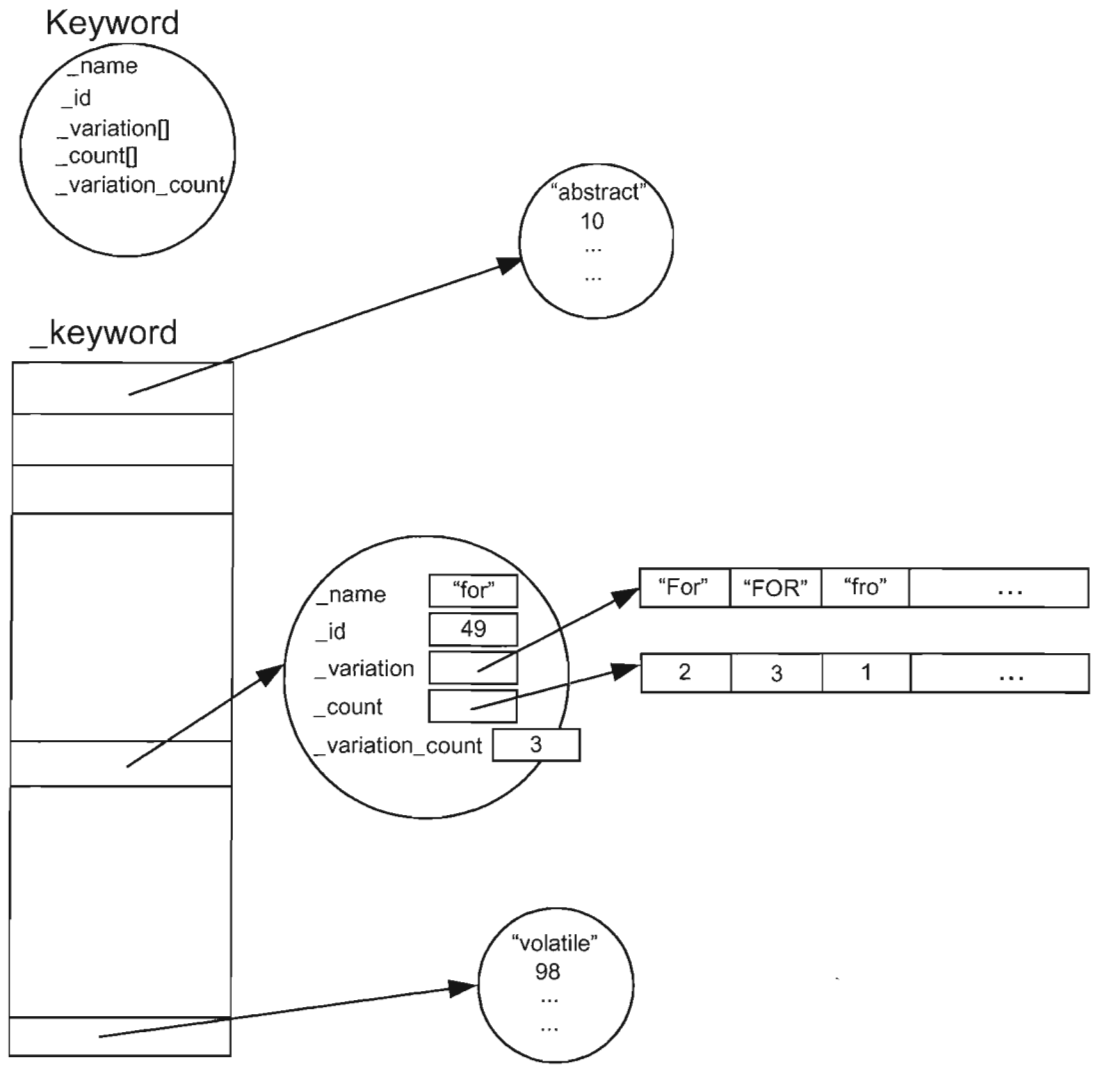 Keyword
_name
_id
_variation[]
_count[]
_variation_count
“abstract”
10
...
...
_keyword
_name “for”
_id 49
_variation
_count
_variation_count 3
“For” “FOR” “fro” ...
2 3 1 ...
“volatile”
98
...
...